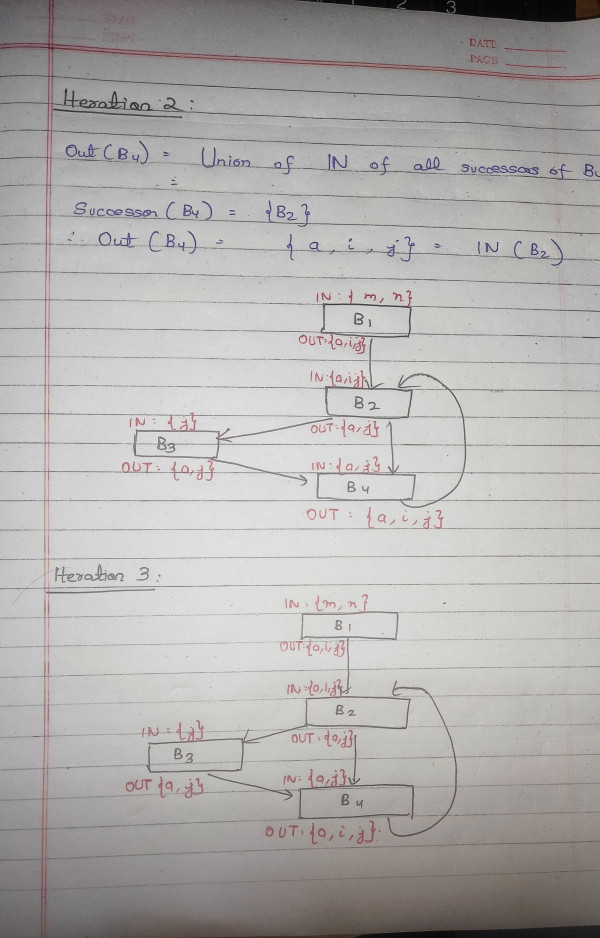 2 3
DATE
PAGE
Iteration 2 :
Out (B4) = Union of IN of all successors of B4
=
Successor (B4) = {B2}
∴ Out (B4) = { a, i, j} = IN (B2)
IN : { m, n}
B1
OUT:{a,i,j}
IN:{a,i,j}
B2
IN : {j}
OUT:{a,j}
B3
OUT: {a,j}
IN:{a,j}
B4
OUT : {a, i, j}
Iteration 3 :
IN:{m, n}
B1
OUT:{a,i,j}
IN:{a,i,j}
B2
IN : {j}
OUT:{a,j}
B3
OUT {a, j}
IN: {a,j}
B4
OUT: {a, i, j}